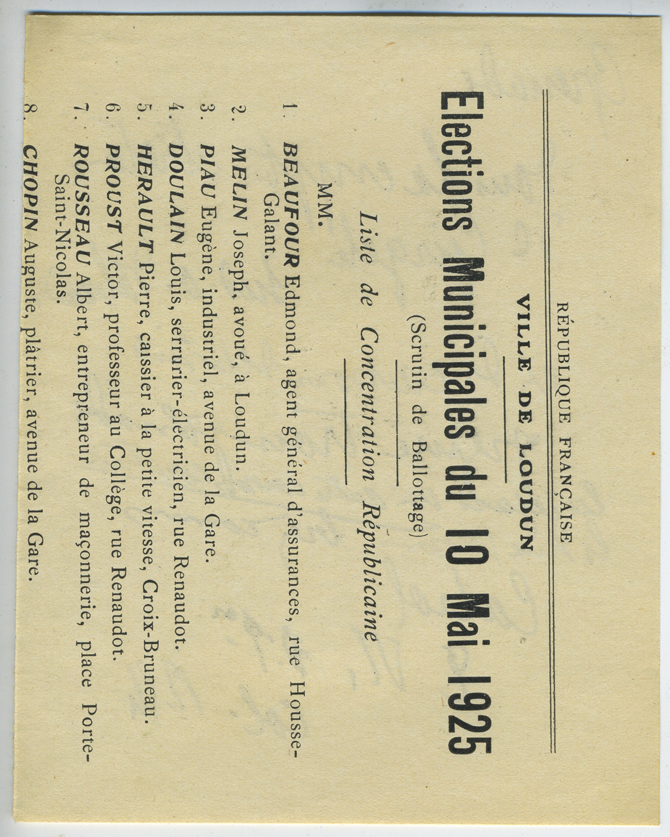 RÉPUBLIQUE FRANÇAISE
VILLE DE LOUDUN
Elections Municipales du 10 Mai 1925
(Scrutin de Ballottage)
Liste de Concentration Républicaine
MM.
1. BEAUFOUR Edmond, agent général d'assurances, rue Housse-
Galant.
2. MELIN Joseph, avoué, à Loudun.
3. PIAU Eugène, industriel, avenue de la Gare.
4. DOULAIN Louis, serrurier-électricien, rue Renaudot.
5. HERAULT Pierre, caissier à la petite vitesse, Croix-Bruneau.
6. PROUST Victor, professeur au Collège, rue Renaudot.
7. ROUSSEAU Albert, entrepreneur de maçonnerie, place Porte-
Saint-Nicolas.
8. CHOPIN Auguste, plâtrier, avenue de la Gare.